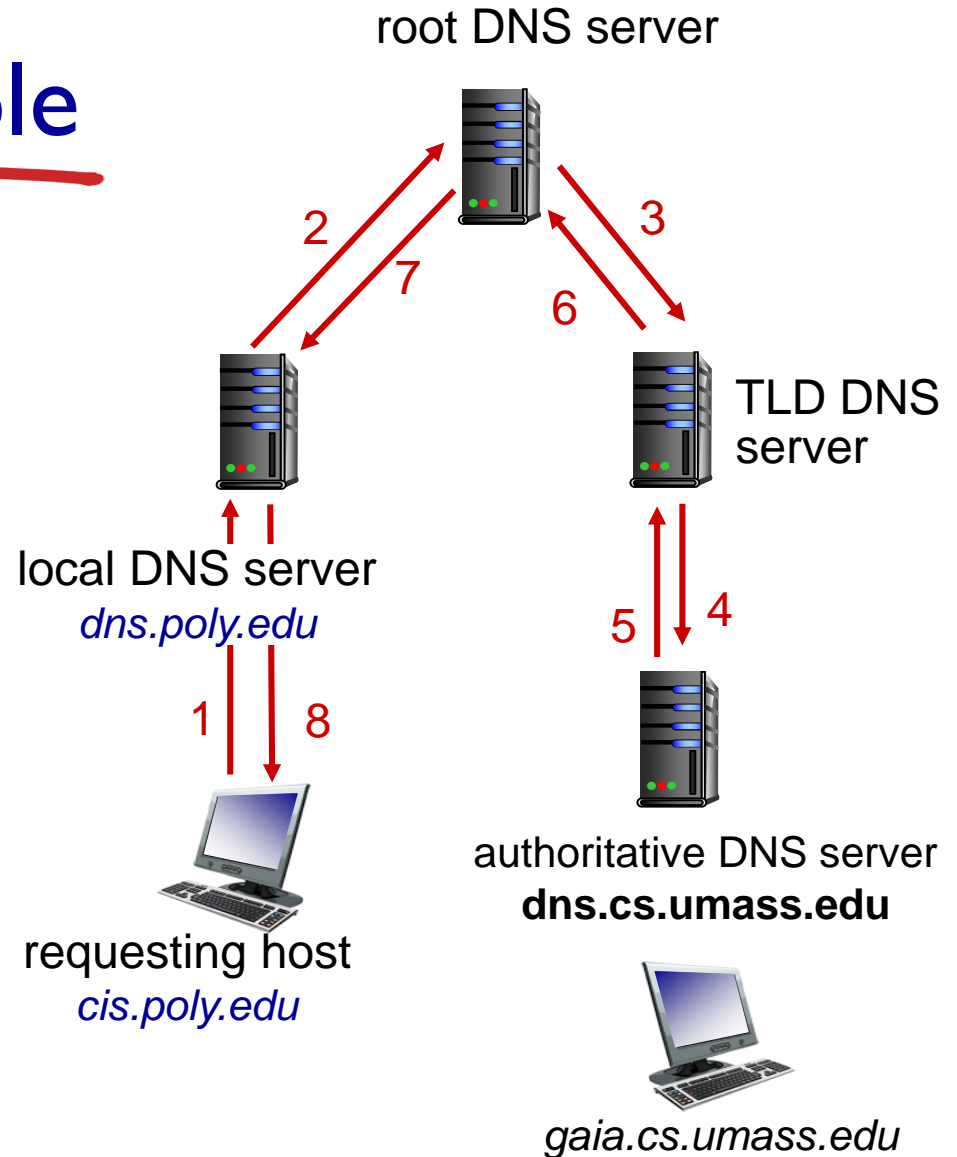 root DNS server
2
3
7
6
TLD DNS
server
local DNS server
dns.poly.edu
5
4
1
8
authoritative DNS server
dns.cs.umass.edu
requesting host
cis.poly.edu
gaia.cs.umass.edu